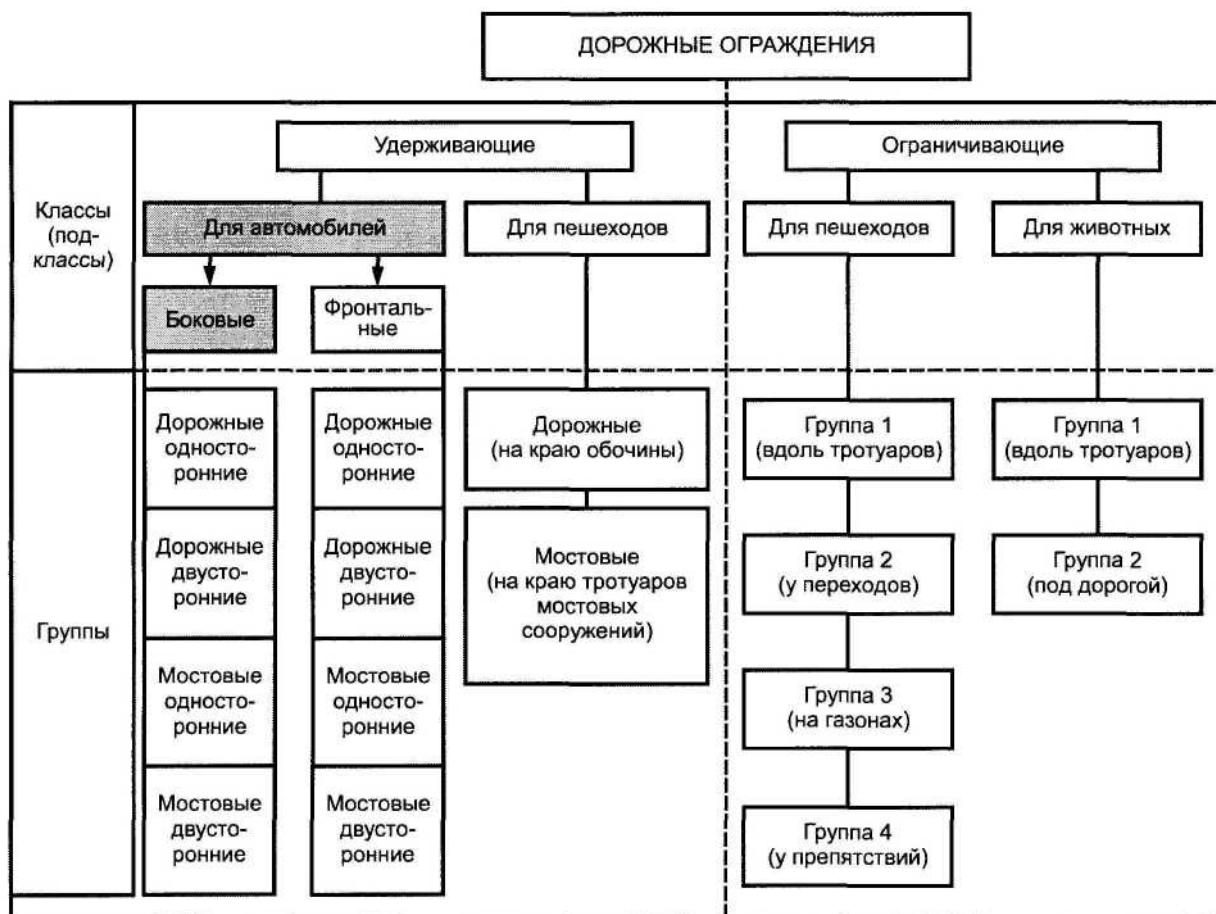 ДОРОЖНЫЕ ОГРАЖДЕНИЯ
Классы
(под-
классы)
Удерживающие
Ограничивающие
Для автомобилей
Для пешеходов
Для пешеходов
Для животных
Боковые
Фронталь-
ные
Группы
Дорожные
односто-
ронние
Дорожные
двусто-
ронние
Мостовые
односто-
ронние
Мостовые
двусто-
ронние
Дорожные
односто-
ронние
Дорожные
двусто-
ронние
Мостовые
односто-
ронние
Мостовые
двусто-
ронние
Дорожные
(на краю обочины)
Мостовые
(на краю тротуаров
мостовых
сооружений)
Группа 1
(вдоль тротуаров)
Группа 2
(у переходов)
Группа 3
(на газонах)
Группа 4
(у препятствий)
Группа 1
(вдоль тротуаров)
Группа 2
(под дорогой)